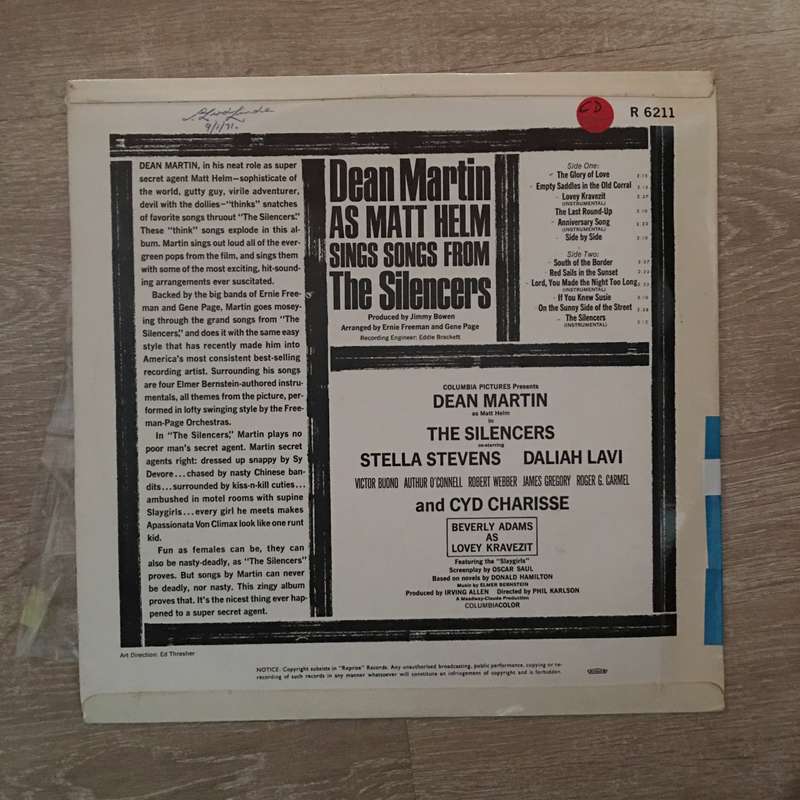 9/1/71.
CD
R 6211
DEAN MARTIN, in his neat role as super
secret agent Matt Helm—sophisticate of
the world, gutty guy, virile adventurer,
devil with the dollies—"thinks" snatches
of favorite songs thruout "The Silencers."
These "think" songs explode in this al-
bum. Martin sings out loud all of the ever-
green pops from the film, and sings them
with some of the most exciting, hit-sound-
ing arrangements ever suscitated.
Backed by the big bands of Ernie Free-
man and Gene Page, Martin goes mosey-
ing through the grand songs from "The
Silencers," and does it with the same easy
style that has recently made him into
America's most consistent best-selling
recording artist. Surrounding his songs
are four Elmer Bernstein-authored instru-
mentals, all themes from the picture, per-
formed in lofty swinging style by the Free-
man-Page Orchestras.
In "The Silencers," Martin plays no
poor man's secret agent. Martin secret
agents right: dressed up snappy by Sy
Devore...chased by nasty Chinese ban-
dits...surrounded by kiss-n-kill cuties...
ambushed in motel rooms with supine
Slaygirls...every girl he meets makes
Apassionata Von Climax look like one runt
kid.
Fun as females can be, they can
also be nasty-deadly, as "The Silencers"
proves. But songs by Martin can never
be deadly, nor nasty. This zingy album
proves that. It's the nicest thing ever hap-
pened to a super secret agent.
Dean Martin
AS MATT HELM
SINGS SONGS FROM
The Silencers
Produced by Jimmy Bowen
Arranged by Ernie Freeman and Gene Page
Recording Engineer: Eddie Brackett
Side One:
The Glory of Love
Empty Saddles in the Old Corral
Lovey Kravezit
(INSTRUMENTAL)
The Last Round-Up
Anniversary Song
(INSTRUMENTAL)
Side by Side
Side Two:
South of the Border
Red Sails in the Sunset
Lord, You Made the Night Too Long
(INSTRUMENTAL)
If You Knew Susie
On the Sunny Side of the Street
The Silencers
(INSTRUMENTAL)
COLUMBIA PICTURES Presents
DEAN MARTIN
as Matt Helm
in
THE SILENCERS
co-starring
STELLA STEVENS DALIAH LAVI
VICTOR BUONO AUTHUR O'CONNELL ROBERT WEBBER JAMES GREGORY ROGER G. CARMEL
and CYD CHARISSE
BEVERLY ADAMS
AS
LOVEY KRAVEZIT
Featuring the "Slaygirls"
Screenplay by OSCAR SAUL
Based on novels by DONALD HAMILTON
Music by ELMER BERNSTEIN
Produced by IRVING ALLEN Directed by PHIL KARLSON
A Meadway-Claude Production
COLUMBIACOLOR
Art Direction: Ed Thrasher
NOTICE: Copyright subsists in "Reprise" Records. Any unauthorised broadcasting, public performance, copying or re-
recording of such records in any manner whatsoever will constitute an infringement of copyright and is forbidden.